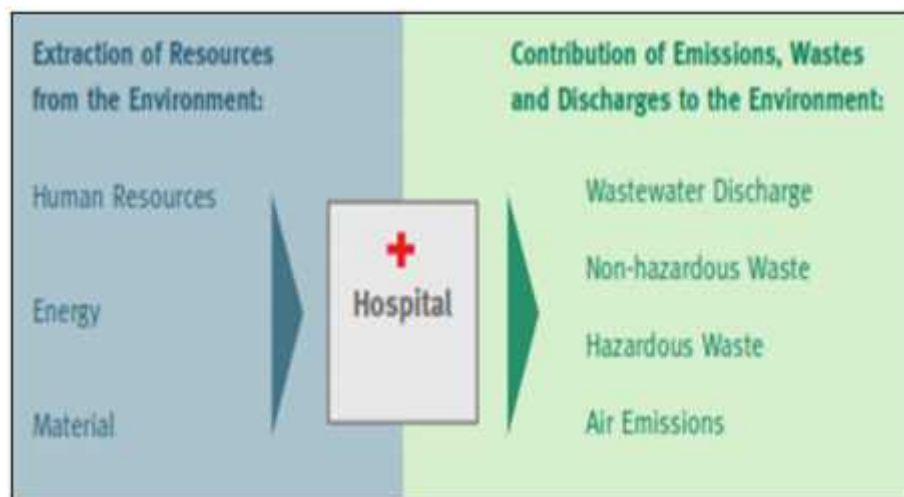 Extraction of Resources
from the Environment:
Human Resources
Energy
Material
Hospital
Contribution of Emissions, Wastes
and Discharges to the Environment:
Wastewater Discharge
Non-hazardous Waste
Hazardous Waste
Air Emissions